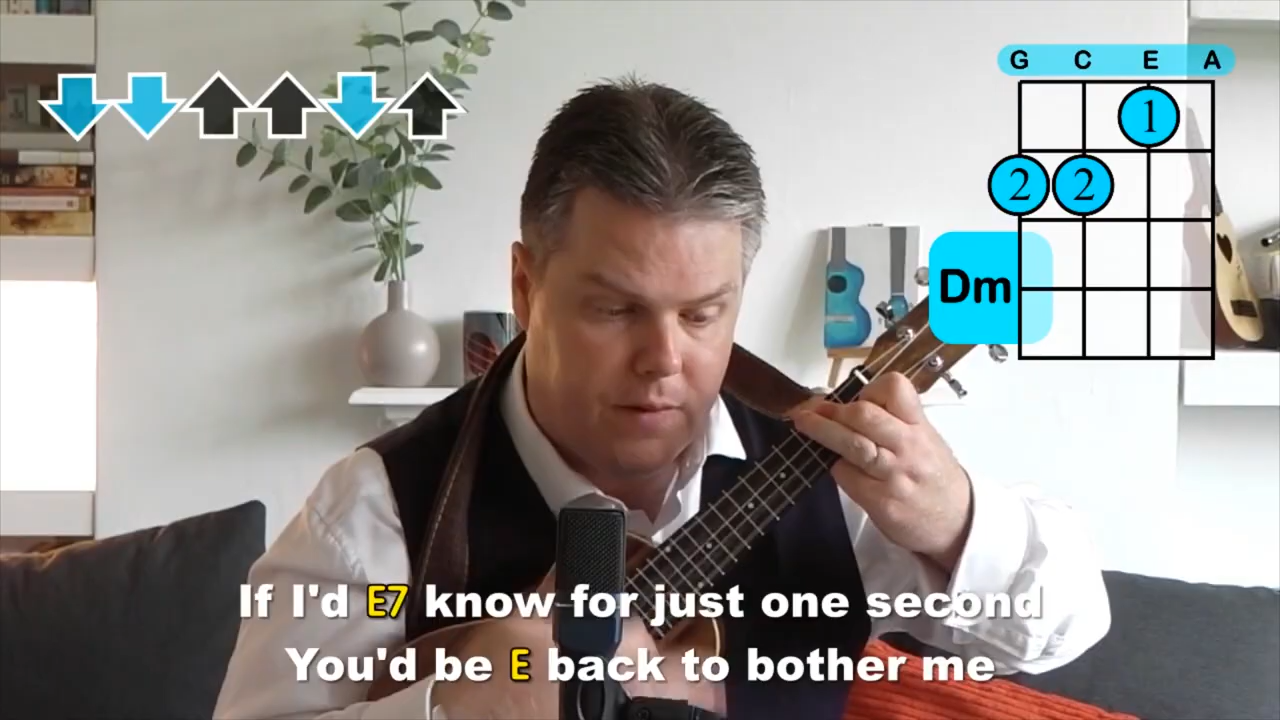 G C E A
1
2 2
Dm
If I'd E7 know for just one second
You'd be E back to bother me